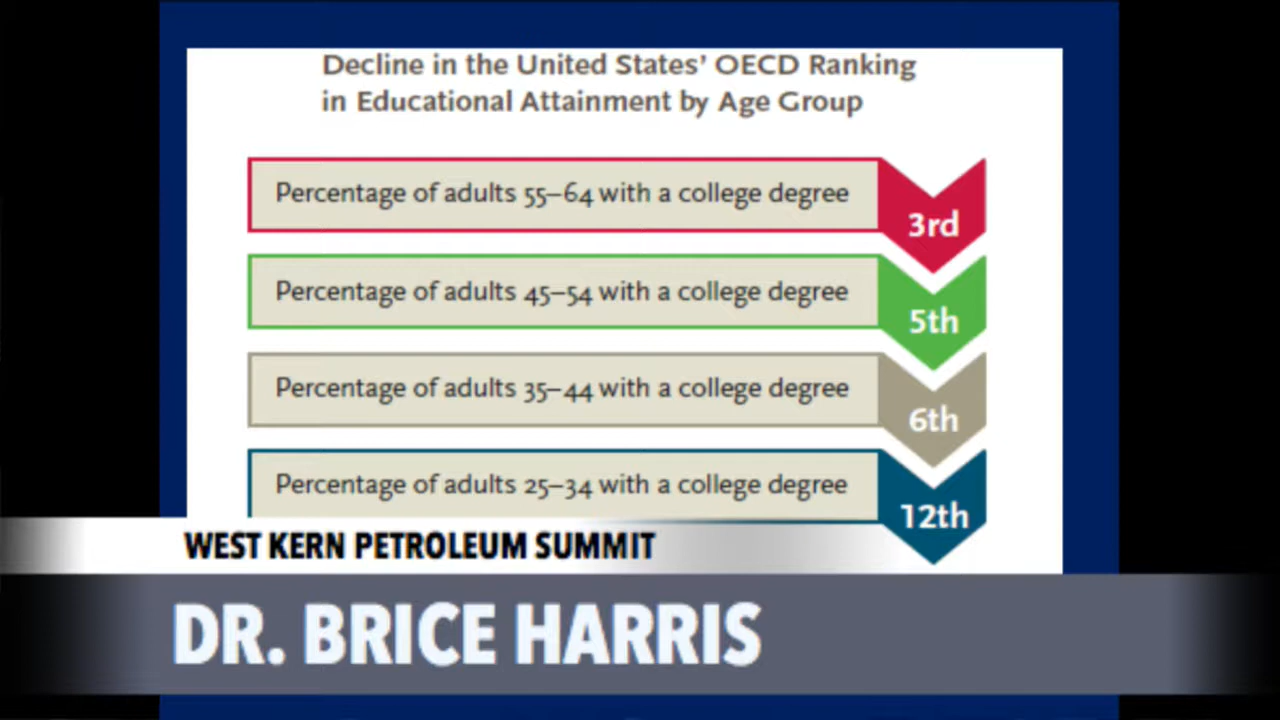 Decline in the United States’ OECD Ranking
in Educational Attainment by Age Group
Percentage of adults 55–64 with a college degree
3rd
Percentage of adults 45–54 with a college degree
5th
Percentage of adults 35–44 with a college degree
6th
Percentage of adults 25–34 with a college degree
12th
WEST KERN PETROLEUM SUMMIT
DR. BRICE HARRIS